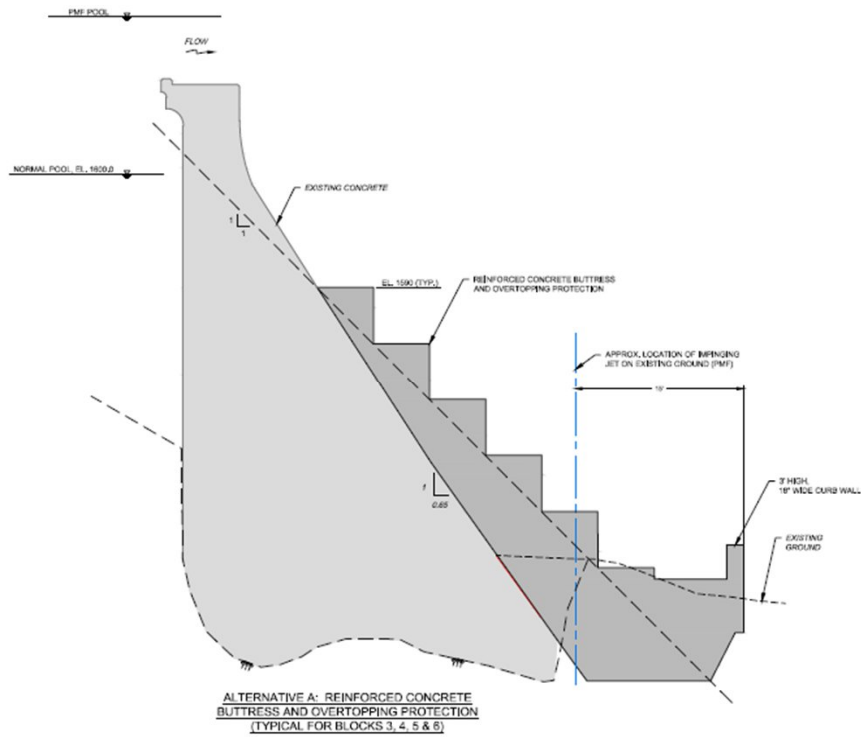 PMF POOL
FLOW
NORMAL POOL, EL. 1600.0
EXISTING CONCRETE
1
1
EL. 1590 (TYP.)
REINFORCED CONCRETE BUTTRESS
AND OVERTOPPING PROTECTION
APPROX. LOCATION OF IMPINGING
JET ON EXISTING GROUND (PMF)
15'
1
0.65
3' HIGH,
18" WIDE CURB WALL
EXISTING
GROUND
ALTERNATIVE A: REINFORCED CONCRETE
BUTTRESS AND OVERTOPPING PROTECTION
(TYPICAL FOR BLOCKS 3, 4, 5 & 6)